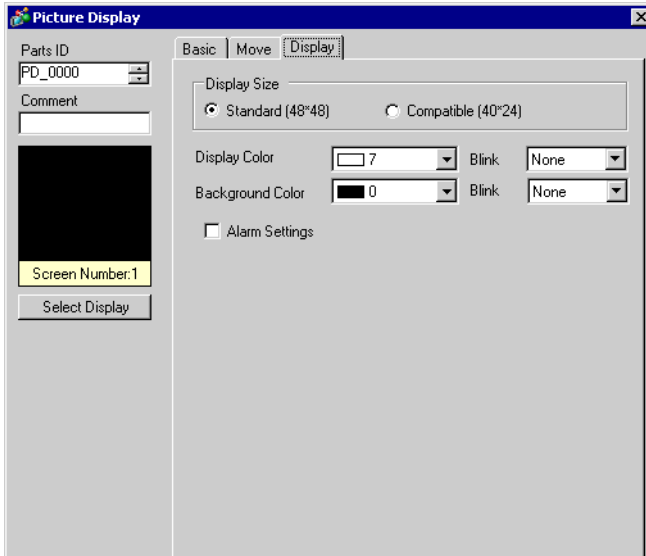 Picture Display
Parts ID
PD_0000
Comment
Screen Number:1
Select Display
Basic Move Display
Display Size
Standard (48*48) Compatible (40*24)
Display Color 7 Blink None
Background Color 0 Blink None
Alarm Settings